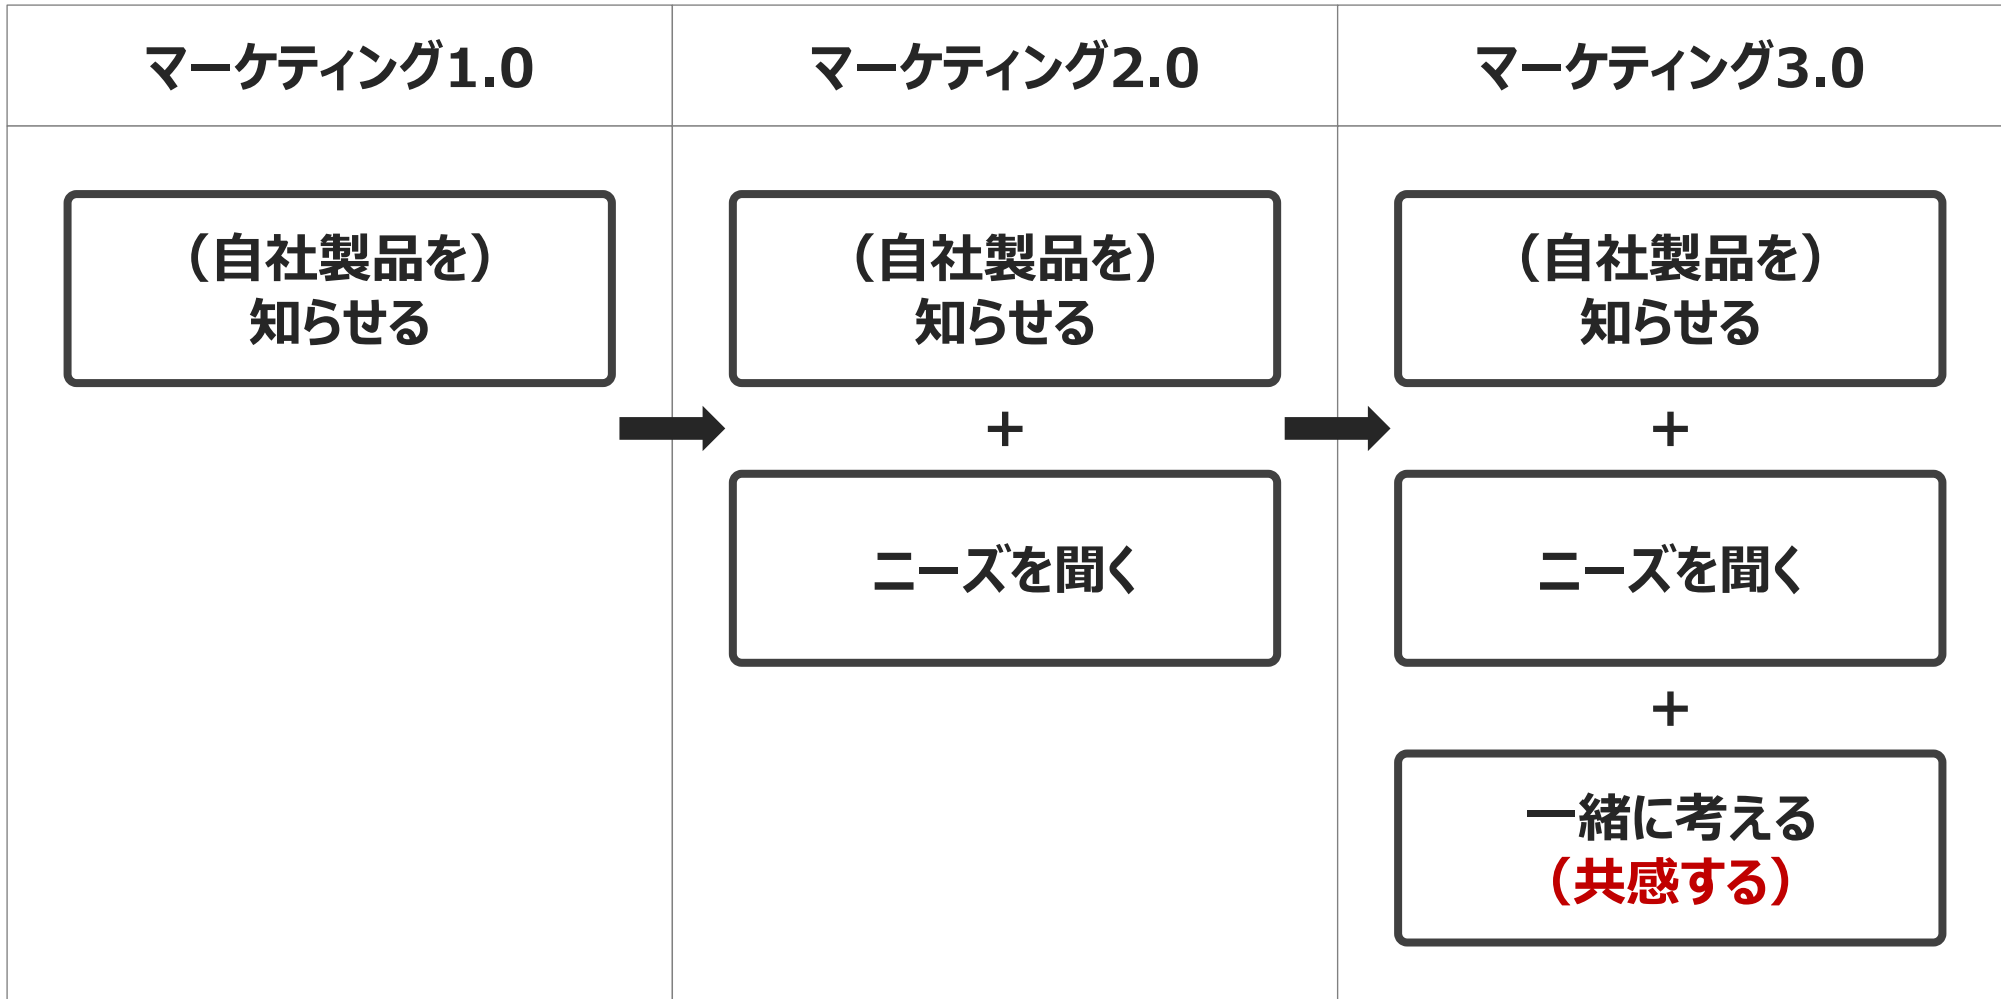 マーケティング1.0
マーケティング2.0
マーケティング3.0
（自社製品を）
知らせる
（自社製品を）
知らせる
+
ニーズを聞く
（自社製品を）
知らせる
+
ニーズを聞く
+
一緒に考える
（共感する）